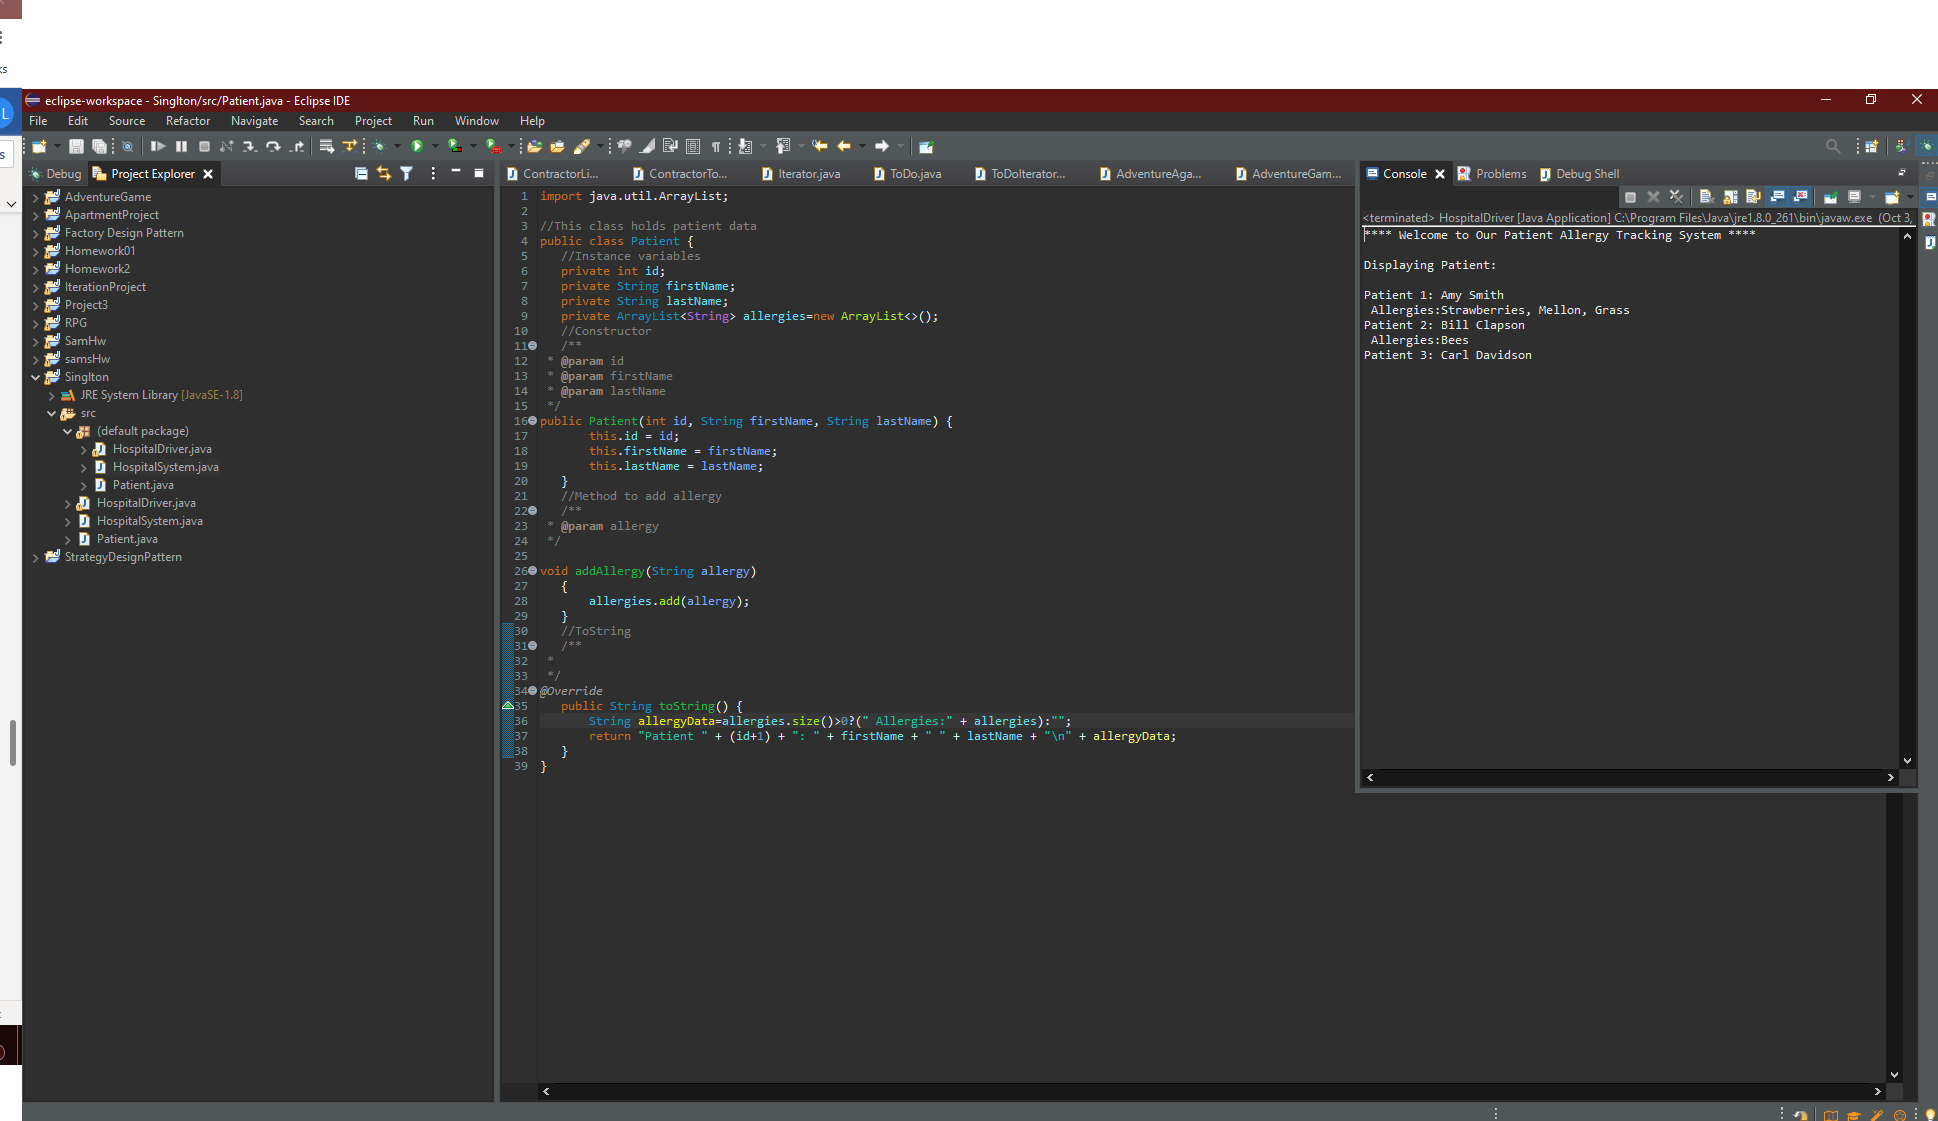 ks
L
s
eclipse-workspace - Singlton/src/Patient.java - Eclipse IDE
File Edit Source Refactor Navigate Search Project Run Window Help
Debug Project Explorer
AdventureGame
ApartmentProject
Factory Design Pattern
Homework01
Homework2
IterationProject
Project3
RPG
SamHw
samsHw
Singlton
JRE System Library [JavaSE-1.8]
src
(default package)
HospitalDriver.java
HospitalSystem.java
Patient.java
HospitalDriver.java
HospitalSystem.java
Patient.java
StrategyDesignPattern
ContractorLi... ContractorTo... Iterator.java ToDo.java ToDoIterator... AdventureAga... AdventureGam...
1 import java.util.ArrayList;
2
3 //This class holds patient data
4 public class Patient {
5 //Instance variables
6 private int id;
7 private String firstName;
8 private String lastName;
9 private ArrayList<String> allergies=new ArrayList<>();
10 //Constructor
11 /**
12 * @param id
13 * @param firstName
14 * @param lastName
15 */
16 public Patient(int id, String firstName, String lastName) {
17 this.id = id;
18 this.firstName = firstName;
19 this.lastName = lastName;
20 }
21 //Method to add allergy
22 /**
23 * @param allergy
24 */
25
26 void addAllergy(String allergy)
27 {
28 allergies.add(allergy);
29 }
30 //ToString
31 /**
32 *
33 */
34 @Override
35 public String toString() {
36 String allergyData=allergies.size()>0?(" Allergies:" + allergies):"";
37 return "Patient " + (id+1) + ": " + firstName + " " + lastName + "\n" + allergyData;
38 }
39 }
Console Problems Debug Shell
<terminated> HospitalDriver [Java Application] C:\Program Files\Java\jre1.8.0_261\bin\javaw.exe (Oct 3,
**** Welcome to Our Patient Allergy Tracking System ****
Displaying Patient:
Patient 1: Amy Smith
Allergies:Strawberries, Mellon, Grass
Patient 2: Bill Clapson
Allergies:Bees
Patient 3: Carl Davidson